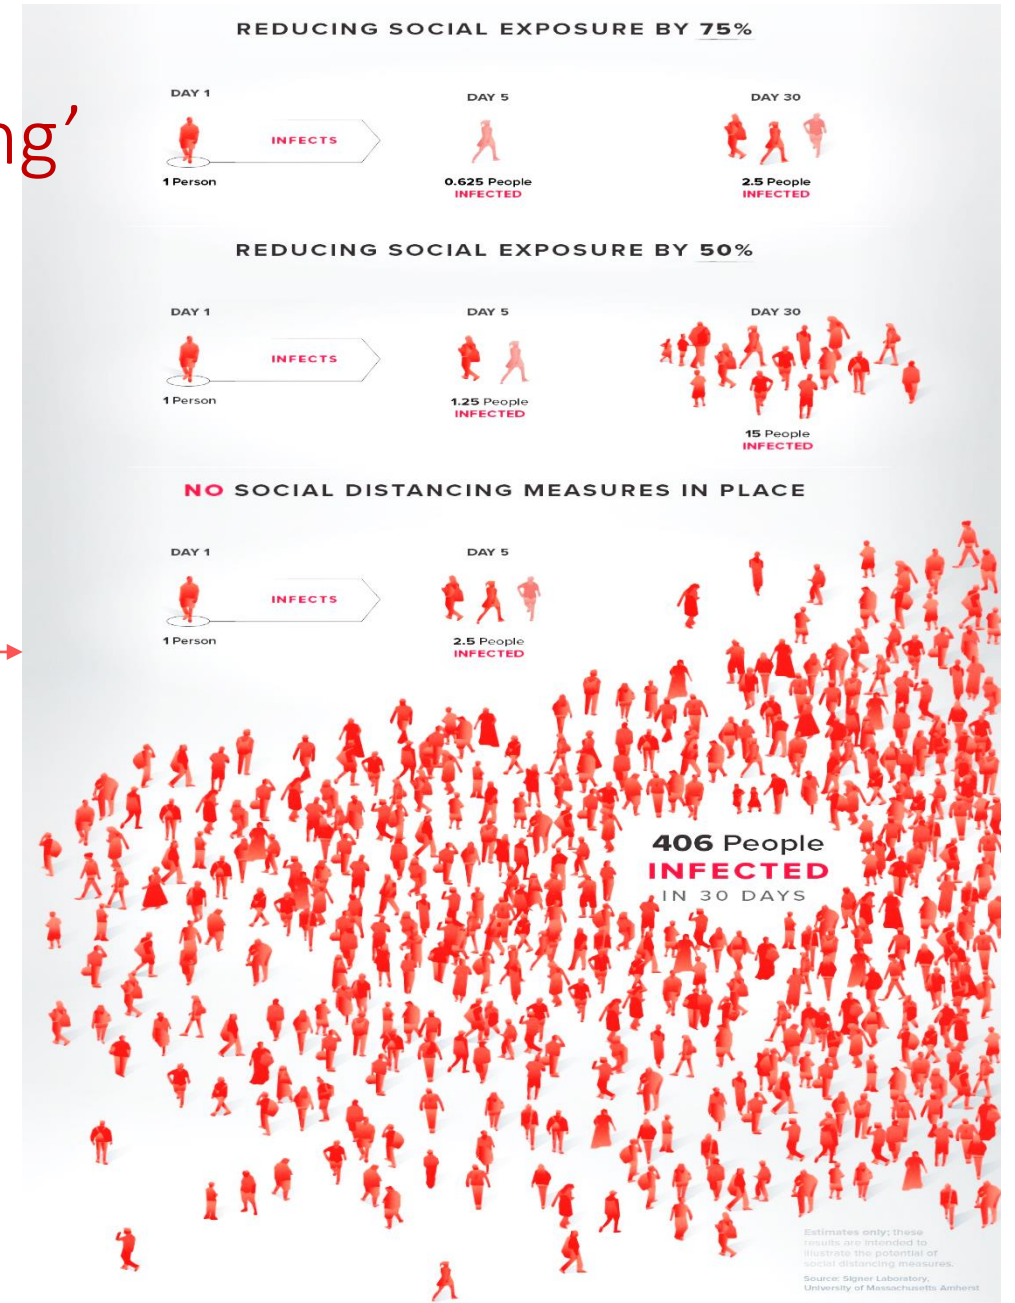 ng’
REDUCING SOCIAL EXPOSURE BY 75%
DAY 1
DAY 5
DAY 30
INFECTS
1 Person
0.625 People
INFECTED
2.5 People
INFECTED
REDUCING SOCIAL EXPOSURE BY 50%
DAY 1
DAY 5
DAY 30
INFECTS
1 Person
1.25 People
INFECTED
15 People
INFECTED
NO SOCIAL DISTANCING MEASURES IN PLACE
DAY 1
DAY 5
INFECTS
1 Person
2.5 People
INFECTED
406 People
INFECTED
IN 30 DAYS
Estimates only; these
results are intended to
illustrate the potential of
social distancing measures.
Source: Signer Laboratory,
University of Massachusetts Amherst